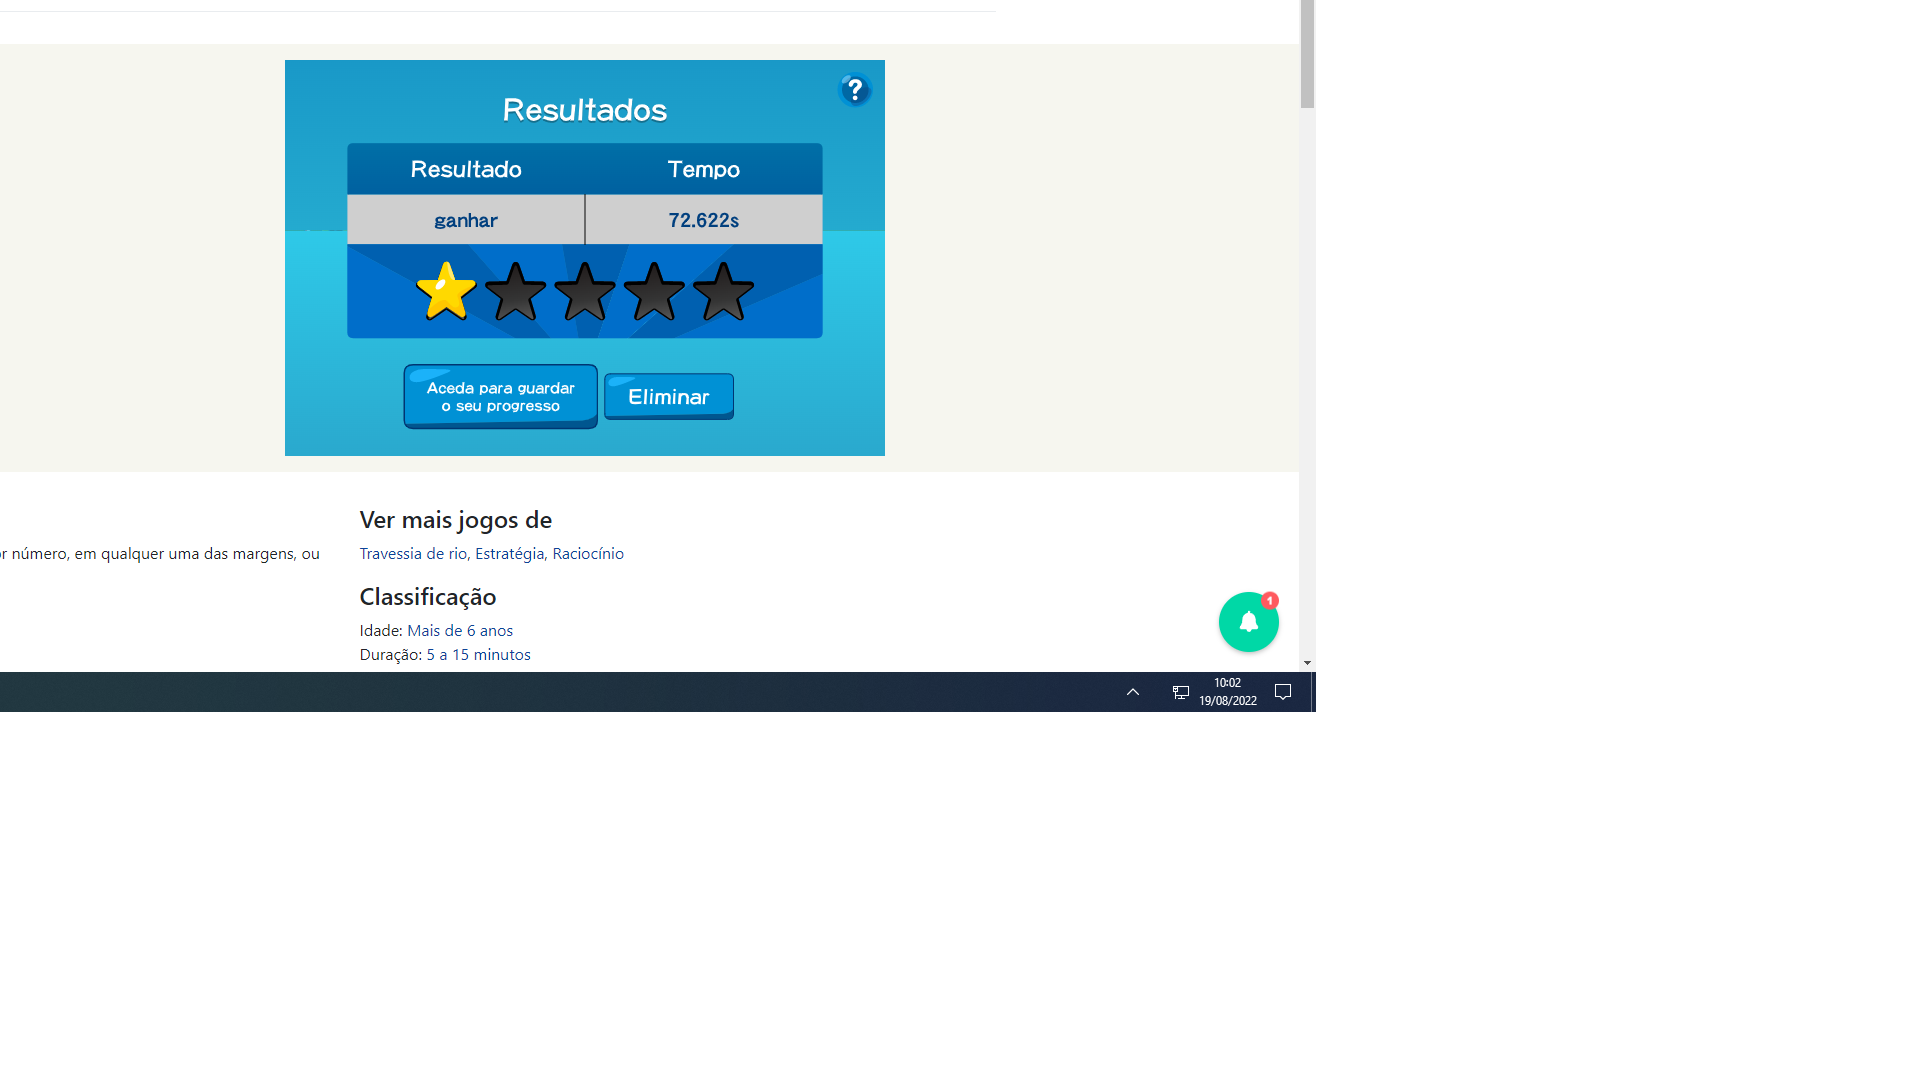 ?
Resultados
Resultado Tempo
ganhar 72.622s
Aceda para guardar
o seu progresso
Eliminar
Ver mais jogos de
número, em qualquer uma das margens, ou
Travessia de rio, Estratégia, Raciocínio
Classificação
Idade: Mais de 6 anos
1
Duração: 5 a 15 minutos
10:02
19/08/2022